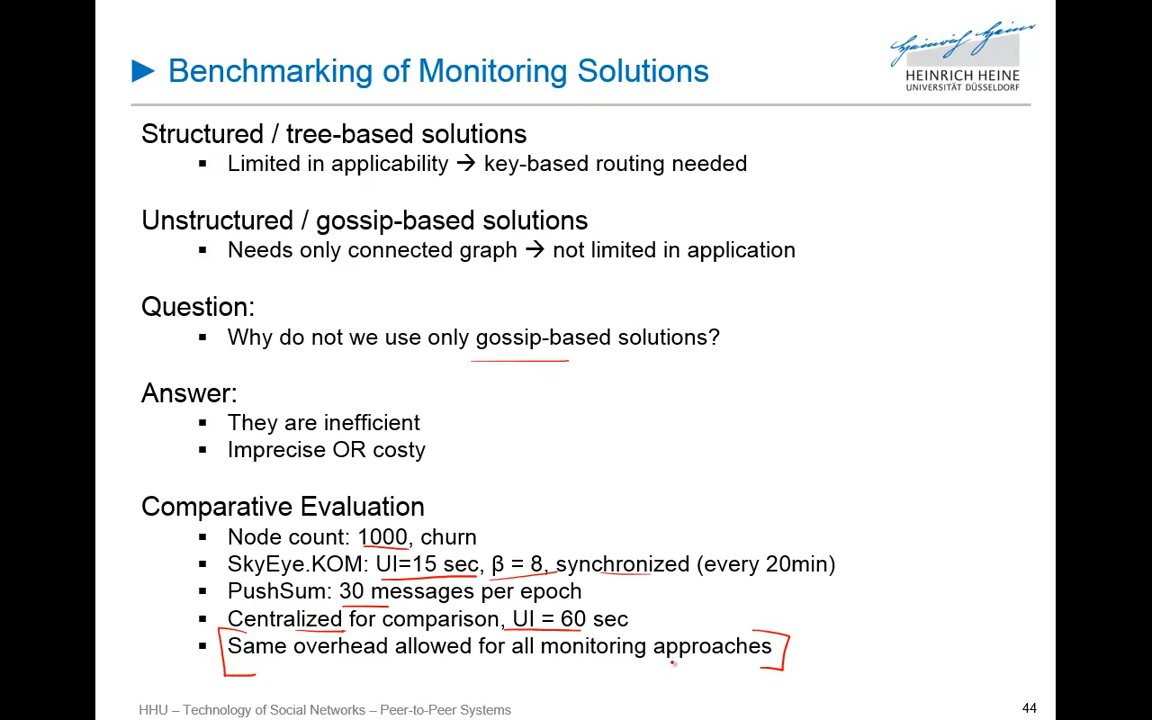 ► Benchmarking of Monitoring Solutions
Heinrich Heine
HEINRICH HEINE
UNIVERSITÄT DÜSSELDORF
Structured / tree-based solutions
▪ Limited in applicability → key-based routing needed
Unstructured / gossip-based solutions
▪ Needs only connected graph → not limited in application
Question:
▪ Why do not we use only gossip-based solutions?
Answer:
▪ They are inefficient
▪ Imprecise OR costy
Comparative Evaluation
▪ Node count: 1000, churn
▪ SkyEye.KOM: UI=15 sec, β = 8, synchronized (every 20min)
▪ PushSum: 30 messages per epoch
▪ Centralized for comparison, UI = 60 sec
▪ Same overhead allowed for all monitoring approaches
HHU – Technology of Social Networks – Peer-to-Peer Systems
44